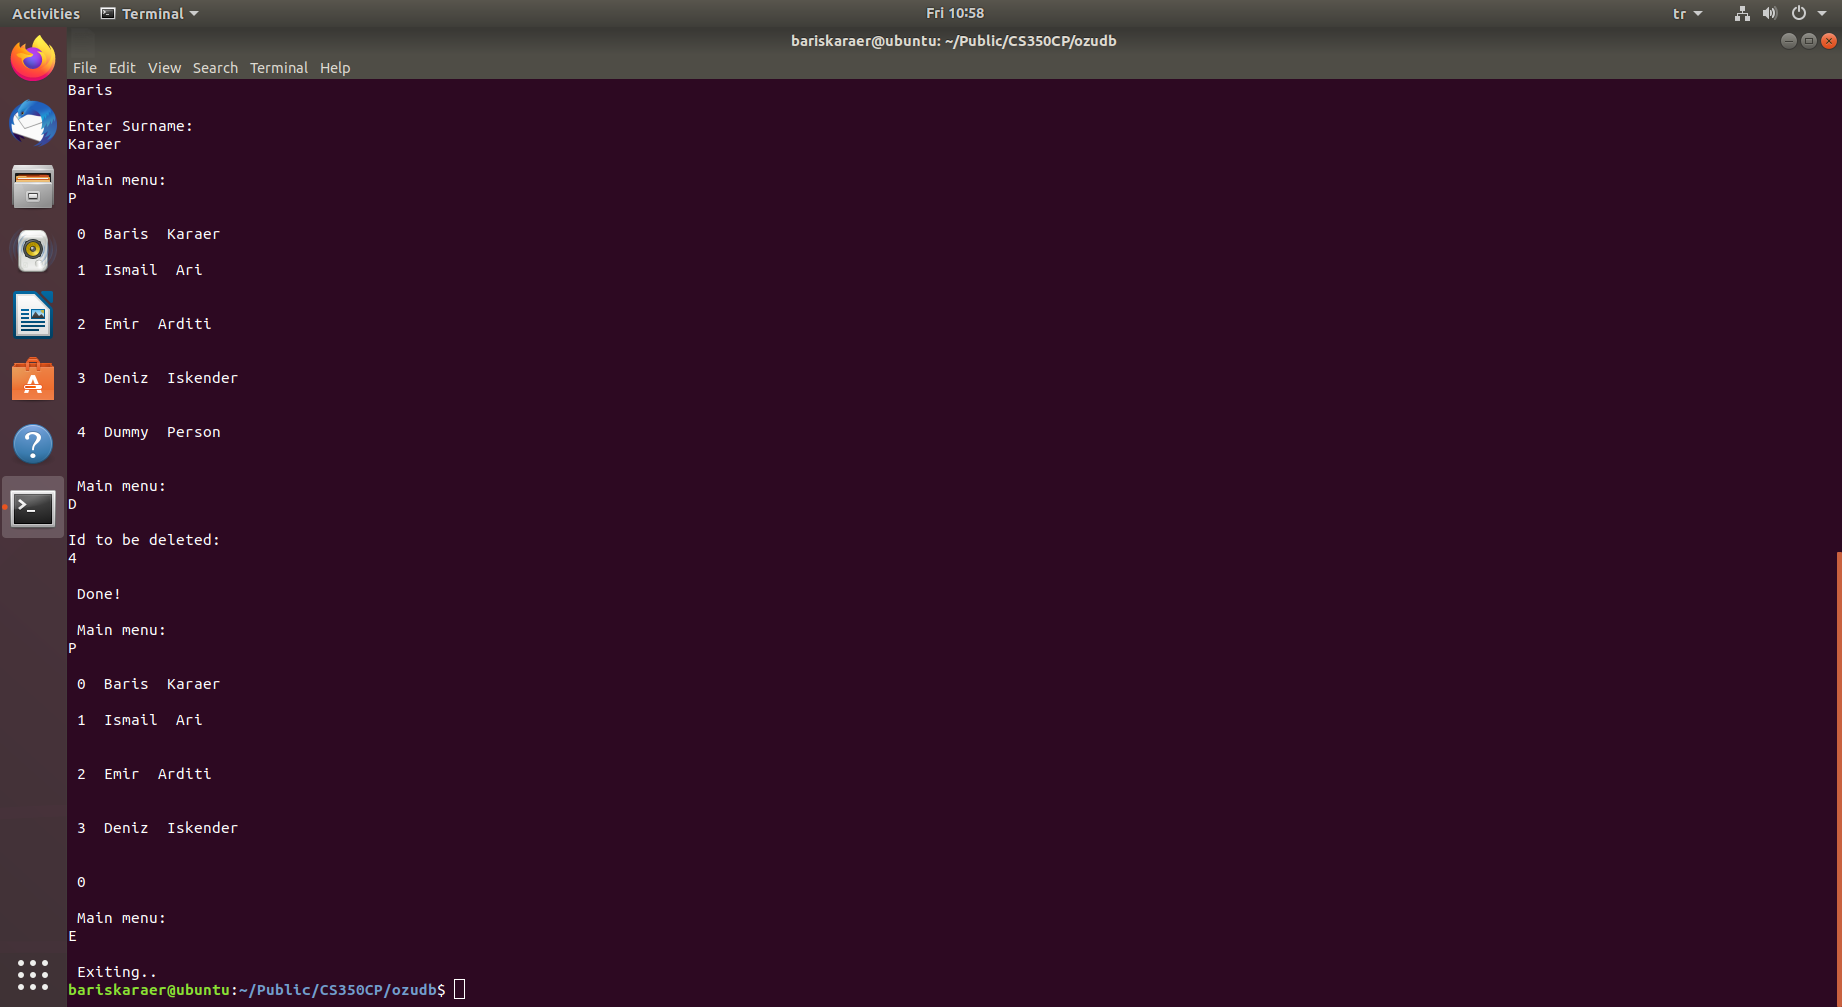 Activities Terminal Fri 10:58 tr
bariskaraer@ubuntu: ~/Public/CS350CP/ozudb
File Edit View Search Terminal Help
Baris
Enter Surname:
Karaer
Main menu:
P
0 Baris Karaer
1 Ismail Ari
2 Emir Arditi
3 Deniz Iskender
4 Dummy Person
Main menu:
D
Id to be deleted:
4
Done!
Main menu:
P
0 Baris Karaer
1 Ismail Ari
2 Emir Arditi
3 Deniz Iskender
0
Main menu:
E
Exiting..
bariskaraer@ubuntu:~/Public/CS350CP/ozudb$